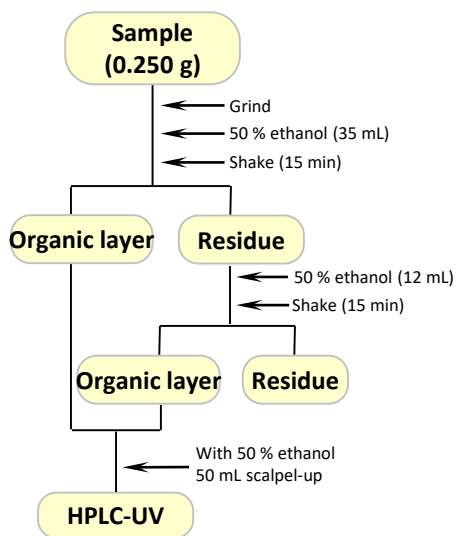 Sample
(0.250 g)
Grind
50 % ethanol (35 mL)
Shake (15 min)
Organic layer
Residue
50 % ethanol (12 mL)
Shake (15 min)
Organic layer
Residue
With 50 % ethanol
50 mL scalpel-up
HPLC-UV